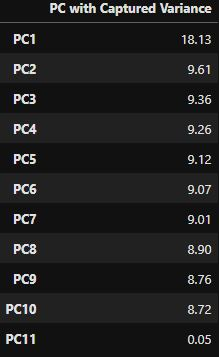 PC with Captured Variance
PC1 18.13
PC2 9.61
PC3 9.36
PC4 9.26
PC5 9.12
PC6 9.07
PC7 9.01
PC8 8.90
PC9 8.76
PC10 8.72
PC11 0.05